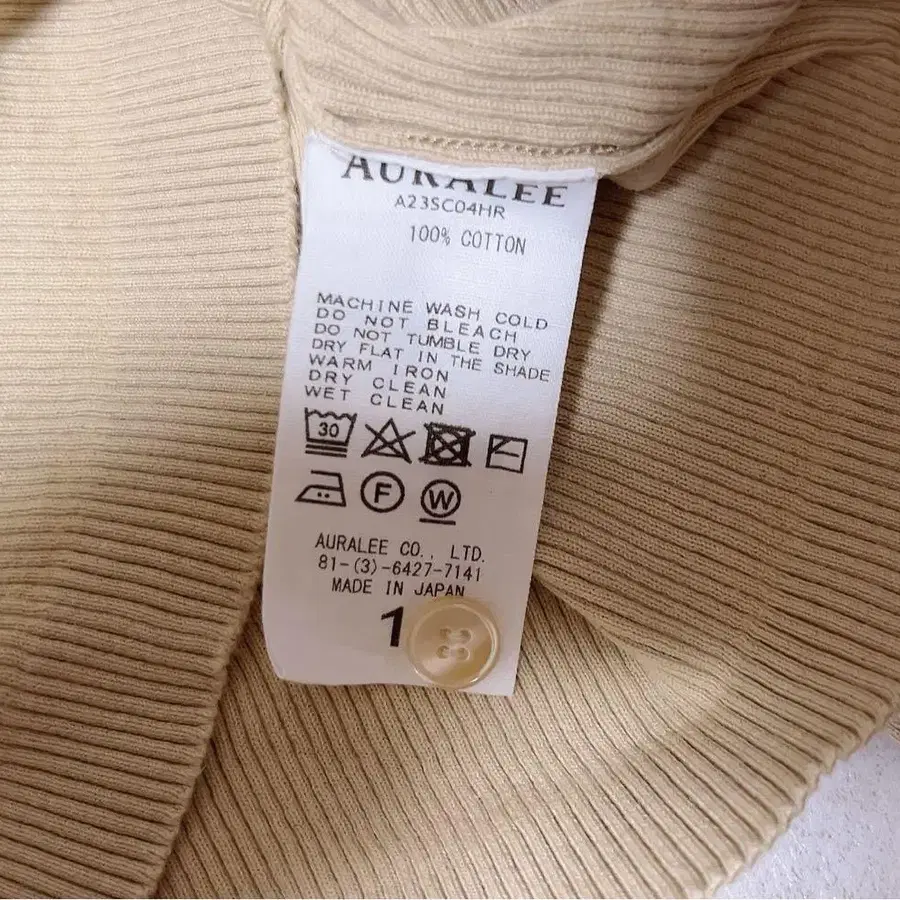 AURALEE
A23SC04HR
100% COTTON
MACHINE WASH COLD
DO NOT BLEACH
DO NOT TUMBLE DRY
DRY FLAT IN THE SHADE
WARM IRON
DRY CLEAN
WET CLEAN
30
F W
AURALEE CO., LTD.
81-(3)-6427-7141
MADE IN JAPAN
1